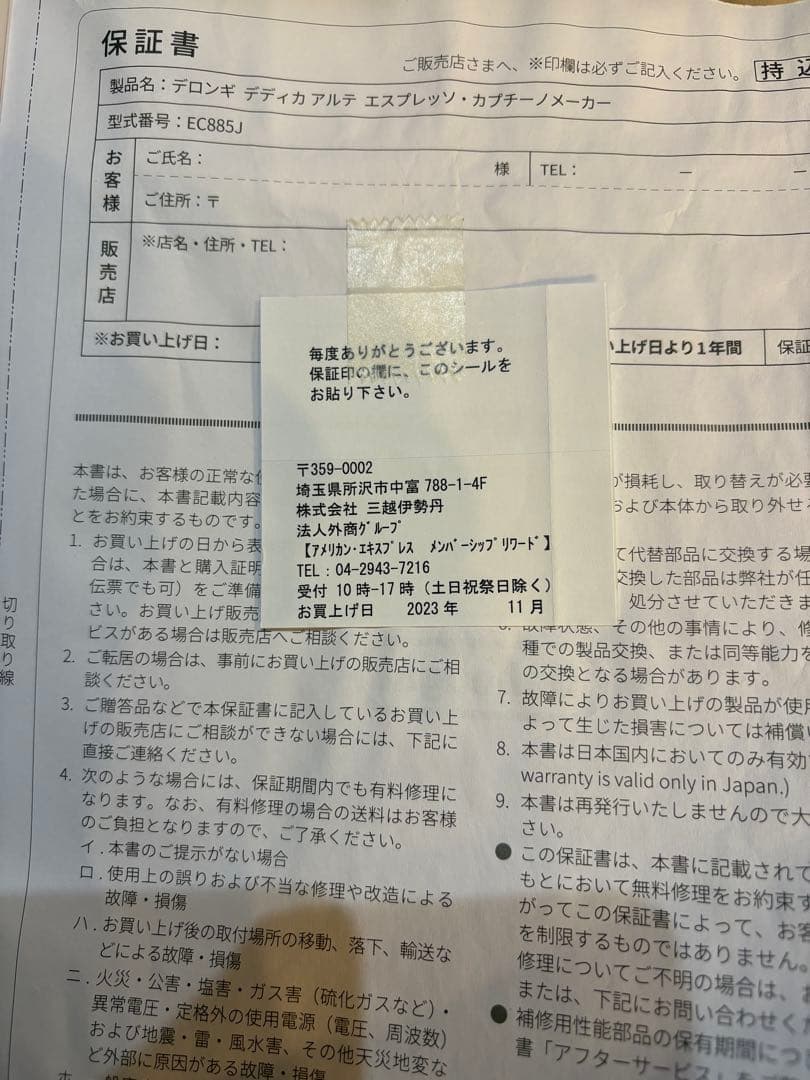 保証書
ご販売店さまへ、※印欄は必ずご記入ください。 持込
製品名：デロンギ デディカ アルテ エスプレッソ・カプチーノメーカー
型式番号：EC885J
お客様
ご氏名： 様 TEL： － －
ご住所：〒
販売店
※店名・住所・TEL：
※お買い上げ日：
い上げ日より1年間 保証
毎度ありがとうございます。
保証印の欄に、このシールを
お貼り下さい。
〒359-0002
埼玉県所沢市中富 788-1-4F
株式会社 三越伊勢丹
法人外商ｸﾞﾙｰﾌﾟ
【ｱﾒﾘｶﾝ･ｴｷｽﾌﾟﾚｽ ﾒﾝﾊﾞｰｼｯﾌﾟﾘﾜｰﾄﾞ】
TEL：04-2943-7216
受付 10時-17時（土日祝祭日除く）
お買上げ日 2023年 11月
切り取り線
本書は、お客様の正常な
た場合に、本書記載内容
とをお約束するものです。
1. お買い上げの日から表
合は、本書と購入証明
伝票でも可）をご準備
さい。お買い上げ販売
ビスがある場合は販売店へご相談ください。
2. ご転居の場合は、事前にお買い上げの販売店にご相
談ください。
3. ご贈答品などで本保証書に記入しているお買い上
げの販売店にご相談ができない場合には、下記に
直接ご連絡ください。
4. 次のような場合には、保証期間内でも有料修理に
なります。なお、有料修理の場合の送料はお客様
のご負担となりますので、ご了承ください。
イ．本書のご提示がない場合
ロ．使用上の誤りおよび不当な修理や改造による
故障・損傷
ハ．お買い上げ後の取付場所の移動、落下、輸送な
どによる故障・損傷
ニ．火災・公害・塩害・ガス害（硫化ガスなど）・
異常電圧・定格外の使用電源（電圧、周波数）
および地震・雷・風水害、その他天災地変な
ど外部に原因がある故障・損傷
が損耗し、取り替えが必要
および本体から取り外せる
て代替部品に交換する場
交換した部品は弊社が任
処分させていただきま
故障状態、その他の事情により、修
種での製品交換、または同等能力を
の交換となる場合があります。
7. 故障によりお買い上げの製品が使用
よって生じた損害については補償い
8. 本書は日本国内においてのみ有効
warranty is valid only in Japan.)
9. 本書は再発行いたしませんので大
さい。
● この保証書は、本書に記載されて
もとにおいて無料修理をお約束す
がってこの保証書によって、お客
を制限するものではありません。
修理についてご不明の場合は、お
または、下記にお問い合わせく
● 補修用性能部品の保有期間につ
書「アフターサービス」を